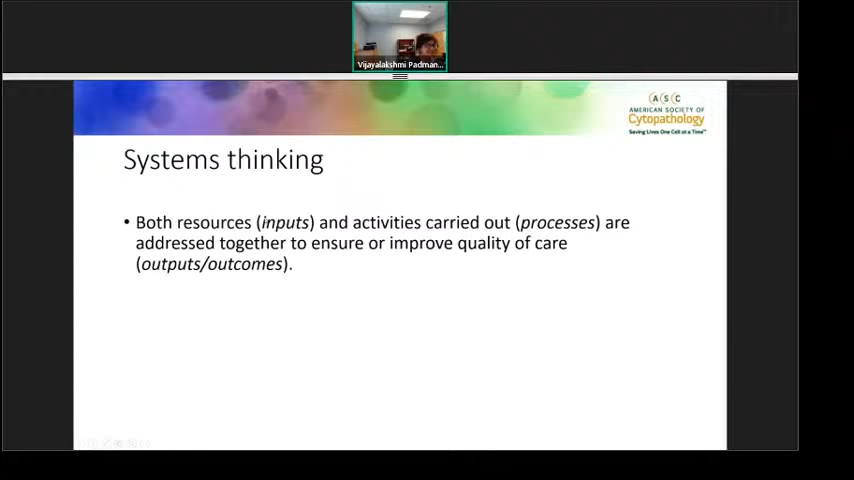 Vijayalakshmi Padman...
A S C
AMERICAN SOCIETY OF
Cytopathology
Saving Lives One Cell at a Time™
Systems thinking
• Both resources (inputs) and activities carried out (processes) are
addressed together to ensure or improve quality of care
(outputs/outcomes).